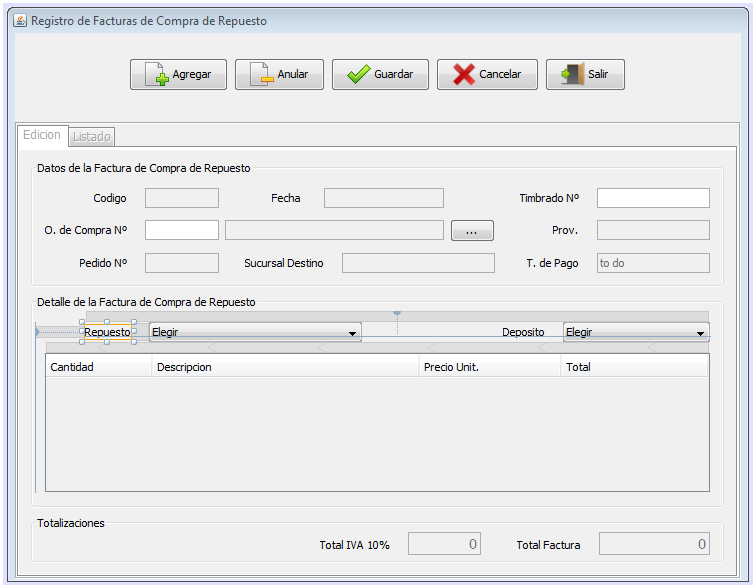 Registro de Facturas de Compra de Repuesto
Agregar Anular Guardar Cancelar Salir
Edicion Listado
Datos de la Factura de Compra de Repuesto
Codigo Fecha Timbrado Nº
O. de Compra Nº ... Prov.
Pedido Nº Sucursal Destino T. de Pago to do
Detalle de la Factura de Compra de Repuesto
Repuesto Elegir Deposito Elegir
Cantidad Descripcion Precio Unit. Total
Totalizaciones
Total IVA 10% 0 Total Factura 0